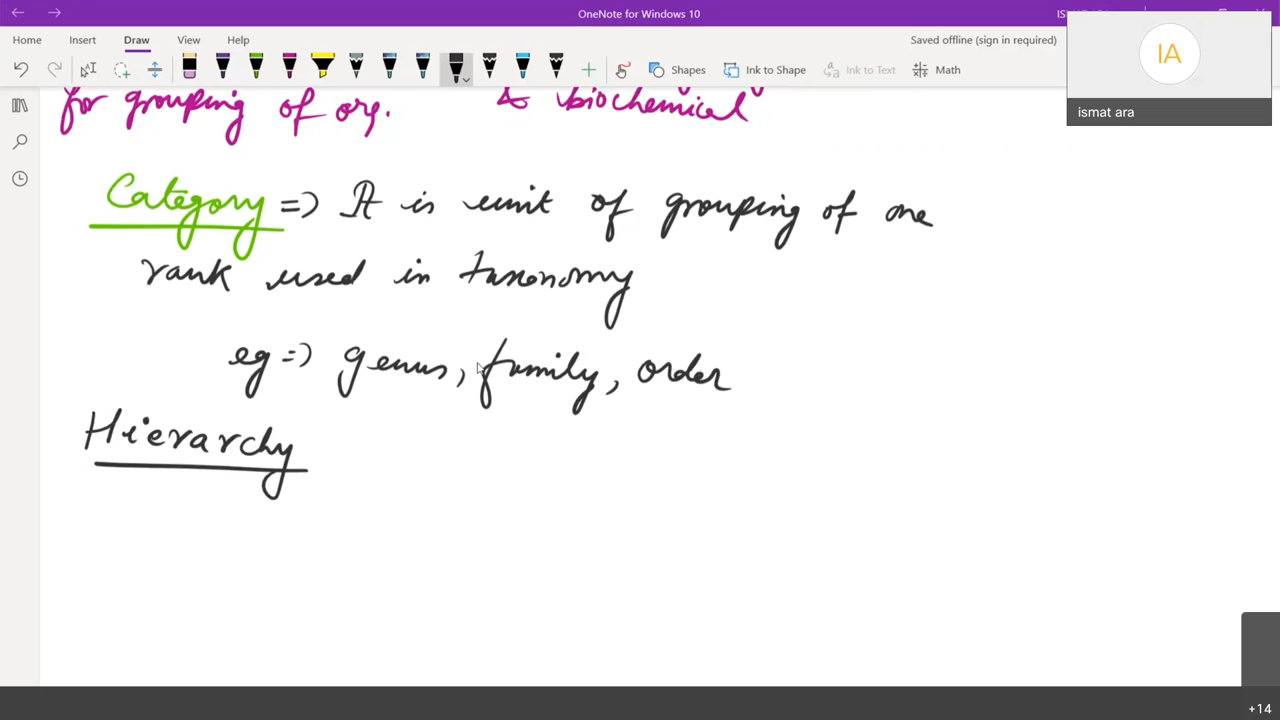 OneNote for Windows 10
Home Insert Draw View Help
Saved offline (sign in required)
IA
ismat ara
Shapes Ink to Shape Ink to Text Math
for grouping of org. & biochemical
Category => It is unit of grouping of one
rank used in taxonomy
eg => genus, family, order
Hierarchy
+14